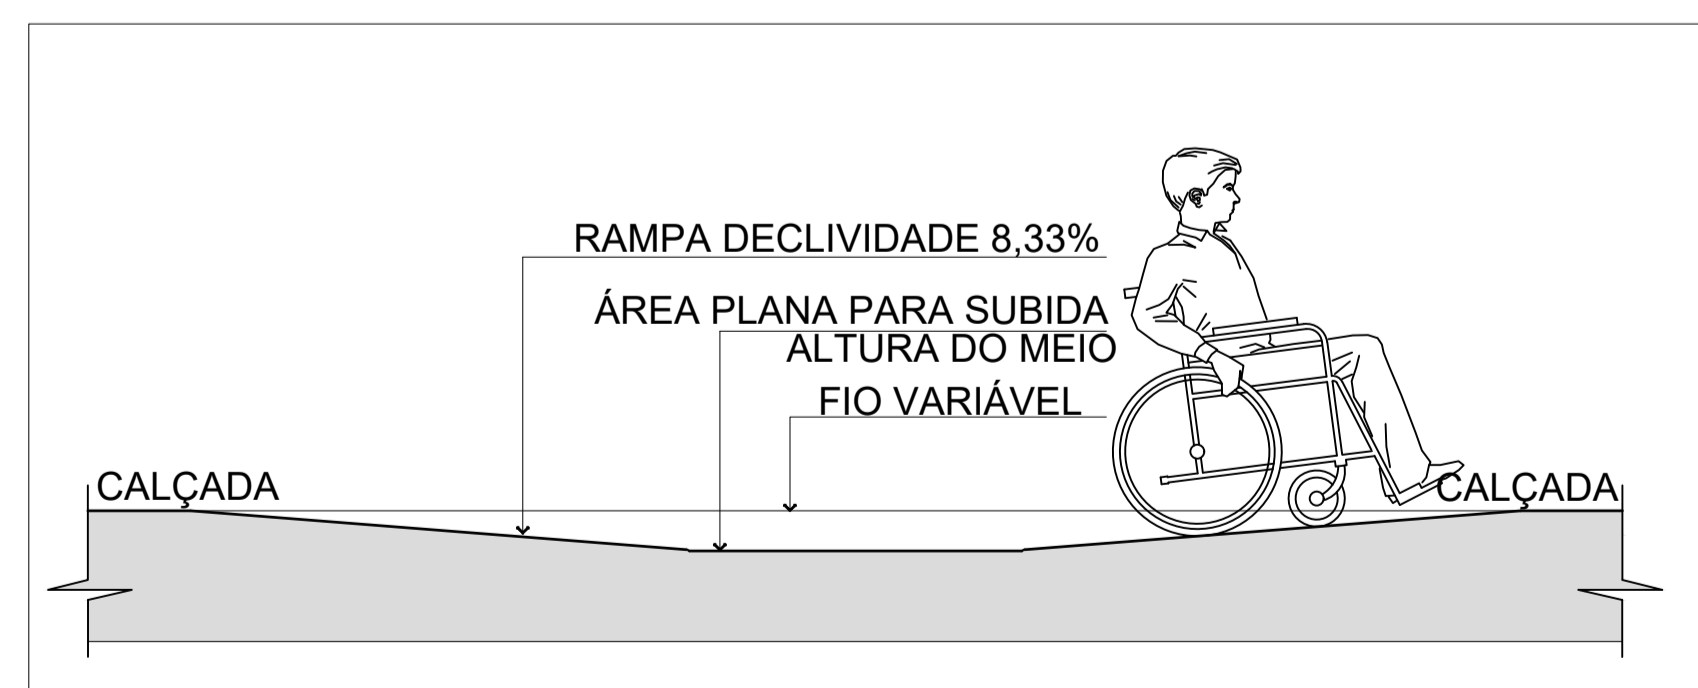 RAMPA DECLIVIDADE 8,33%
ÁREA PLANA PARA SUBIDA
ALTURA DO MEIO
FIO VARIÁVEL
CALÇADA
CALÇADA